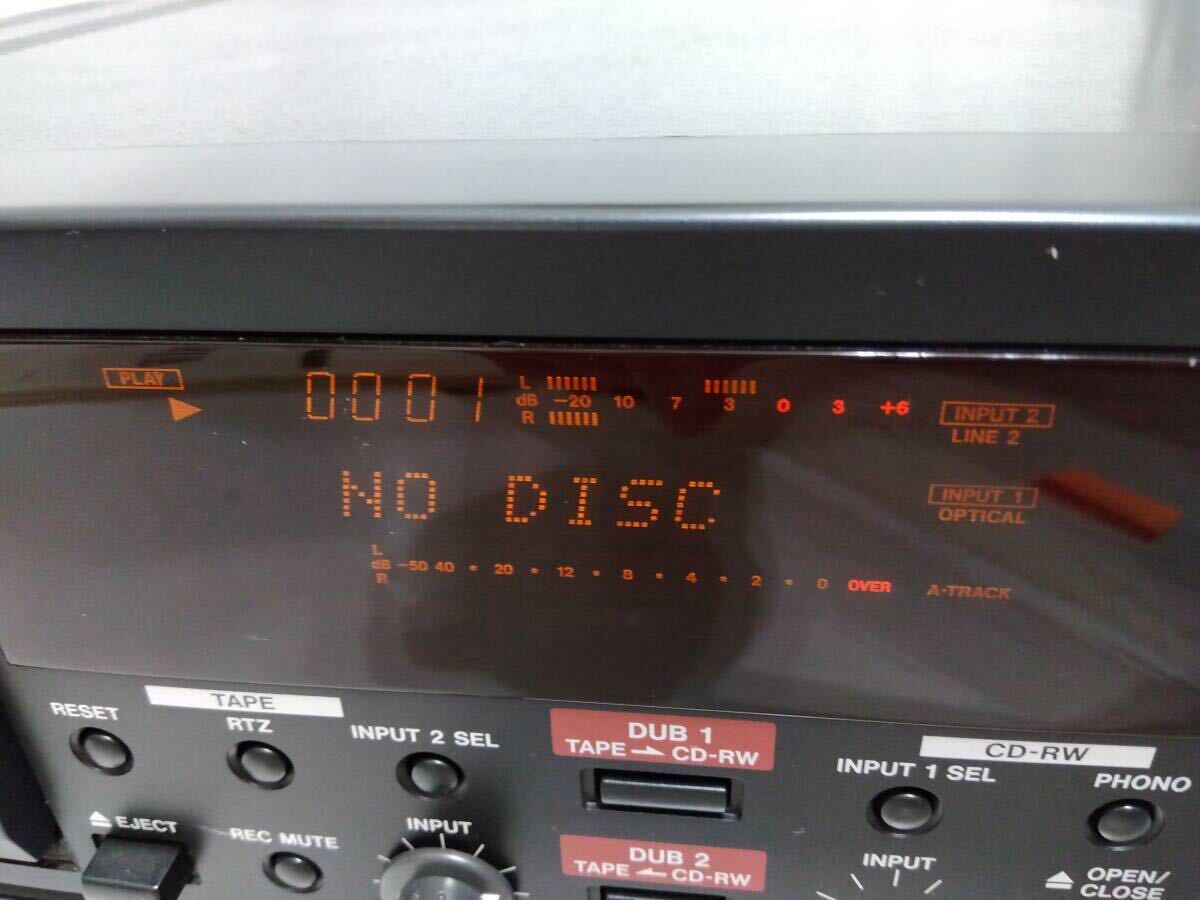 PLAY
0001
L
dB -20 10 7 3 0 3 +6
R
INPUT 2
LINE 2
NO DISC
INPUT 1
OPTICAL
L
dB -50 40 • 20 • 12 • 8 • 4 • 2 • 0 OVER
R
A•TRACK
TAPE
RESET
RTZ
INPUT 2 SEL
DUB 1
TAPE → CD-RW
CD-RW
INPUT 1 SEL
PHONO
EJECT
REC MUTE
INPUT
DUB 2
TAPE ← CD-RW
INPUT
OPEN/
CLOSE